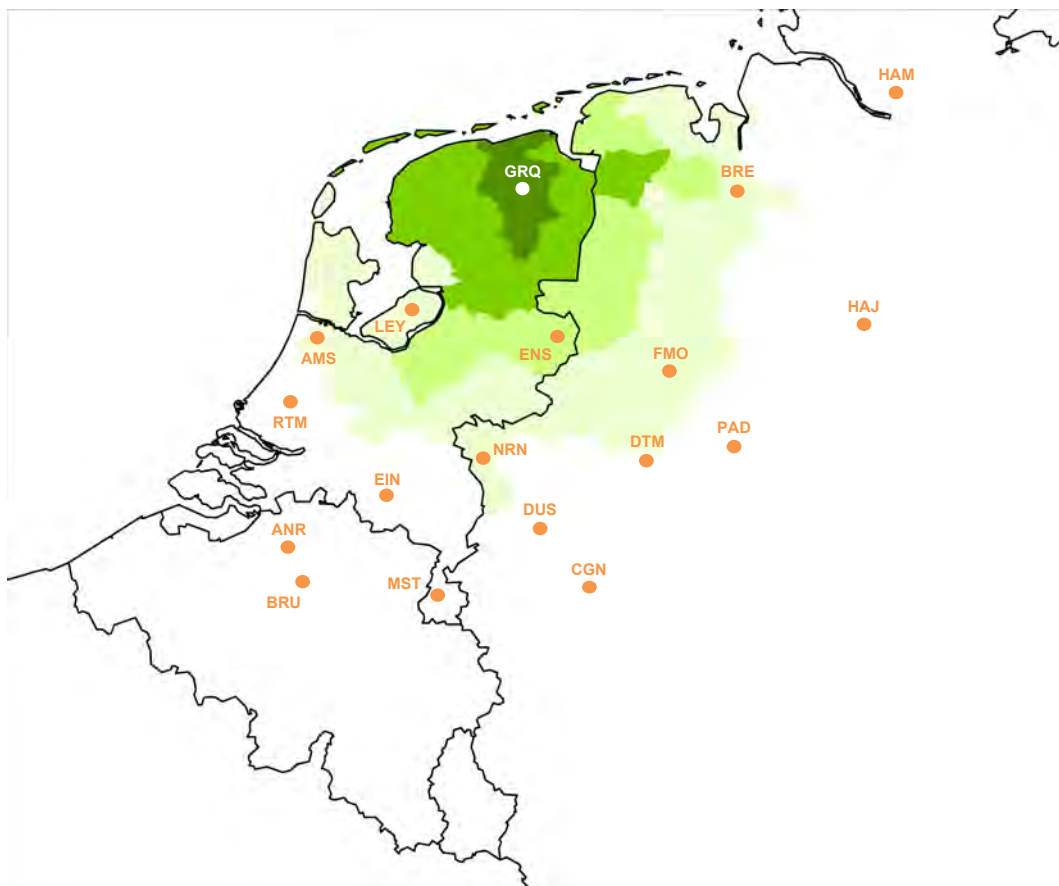 HAM
GRQ
BRE
HAJ
LEY
AMS
ENS
FMO
RTM
PAD
DTM
NRN
EIN
DUS
ANR
CGN
MST
BRU